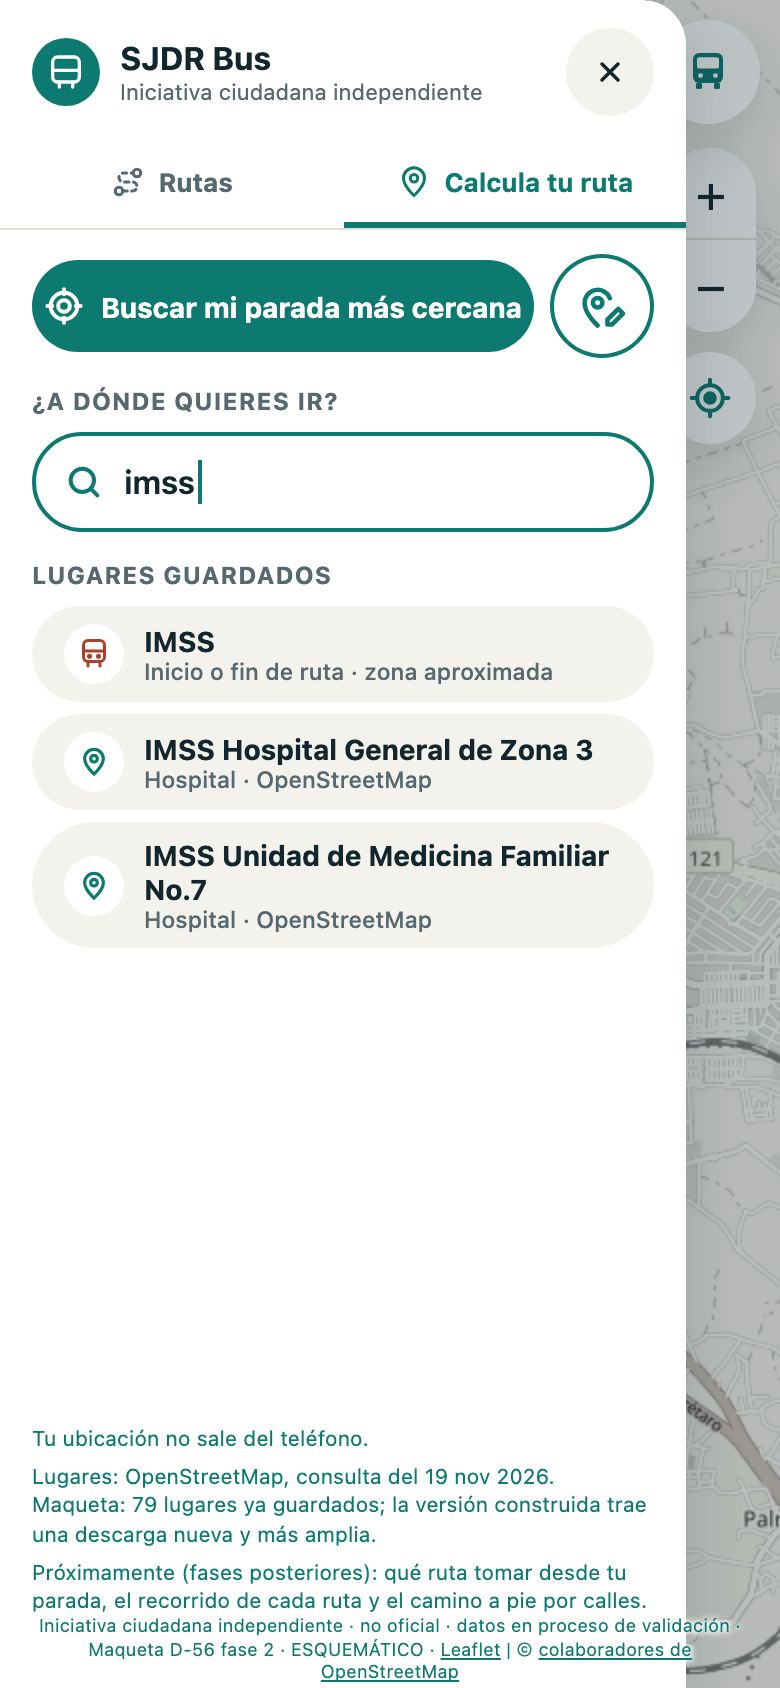 SJDR Bus
Iniciativa ciudadana independiente
Rutas
Calcula tu ruta
Buscar mi parada más cercana
¿A DÓNDE QUIERES IR?
imss
LUGARES GUARDADOS
IMSS
Inicio o fin de ruta · zona aproximada
IMSS Hospital General de Zona 3
Hospital · OpenStreetMap
IMSS Unidad de Medicina Familiar
No.7
Hospital · OpenStreetMap
121
Tu ubicación no sale del teléfono.
Lugares: OpenStreetMap, consulta del 19 nov 2026.
Maqueta: 79 lugares ya guardados; la versión construida trae
una descarga nueva y más amplia.
Próximamente (fases posteriores): qué ruta tomar desde tu
parada, el recorrido de cada ruta y el camino a pie por calles.
Iniciativa ciudadana independiente · no oficial · datos en proceso de validación ·
Maqueta D-56 fase 2 · ESQUEMÁTICO · Leaflet | © colaboradores de
OpenStreetMap